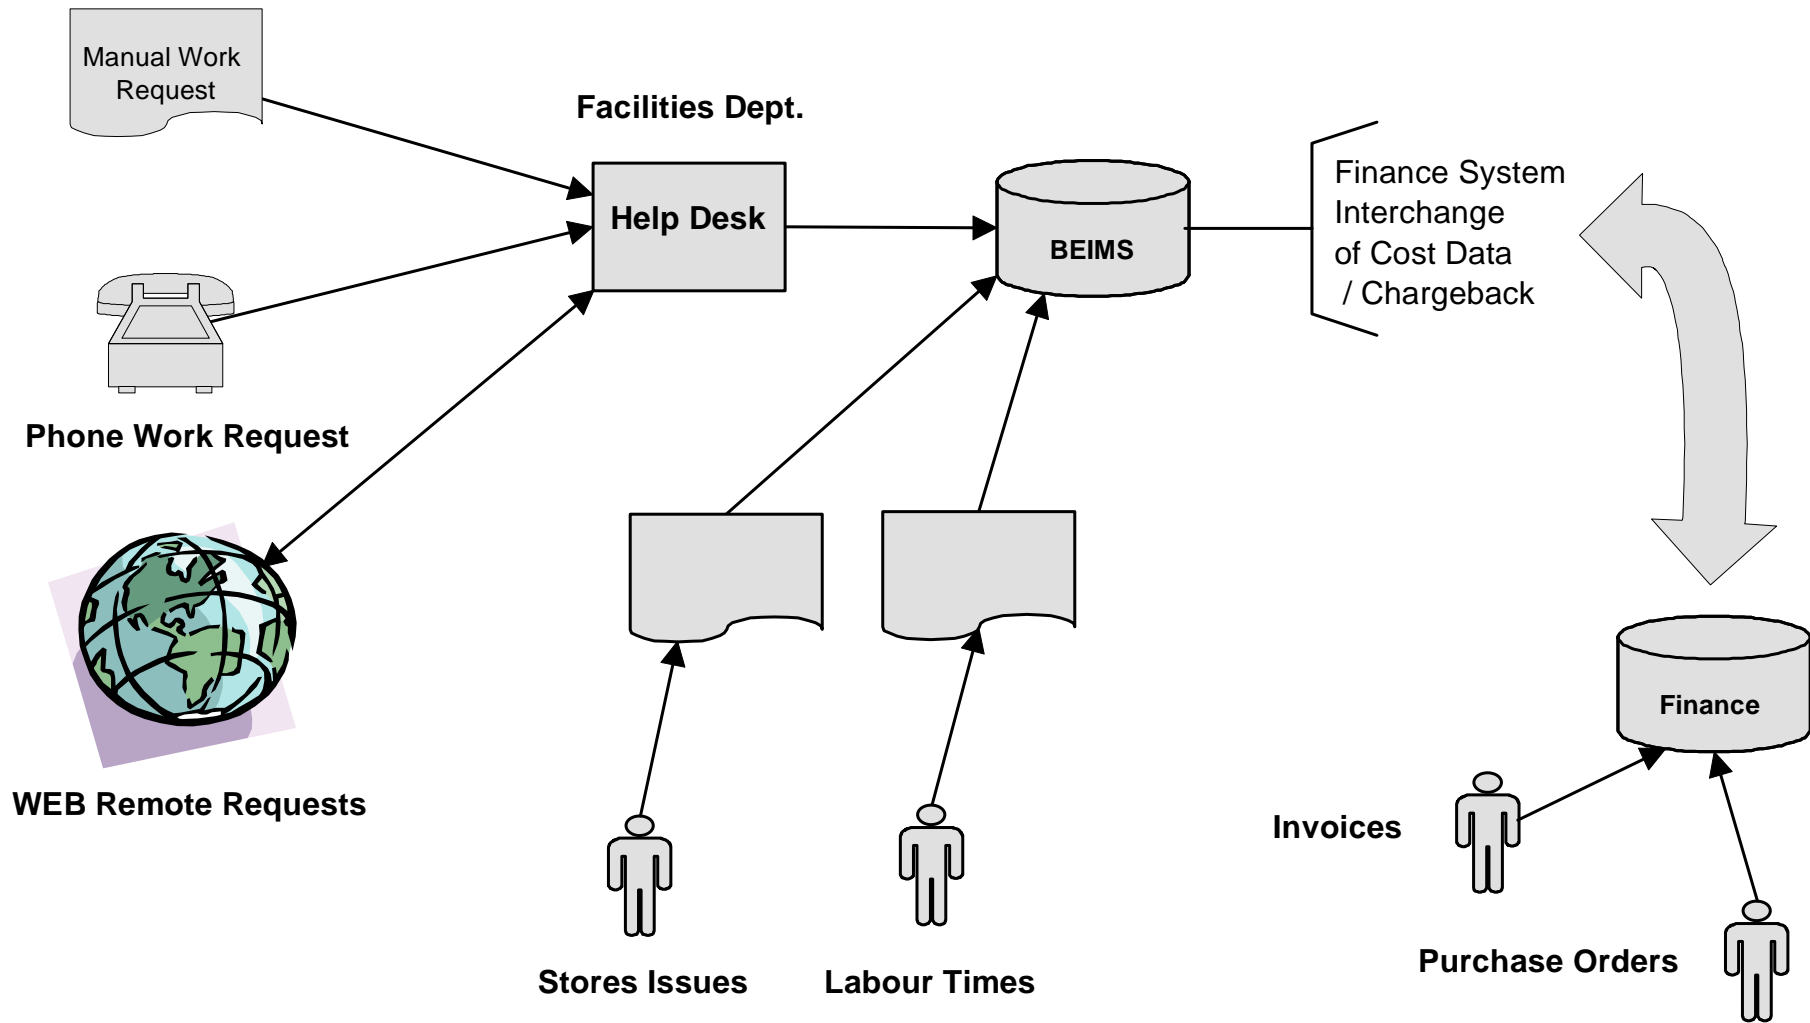 Manual Work
Request
Facilities Dept.
Help Desk
BEIMS
Finance System
Interchange
of Cost Data
/ Chargeback
Phone Work Request
WEB Remote Requests
Finance
Invoices
Purchase Orders
Stores Issues
Labour Times